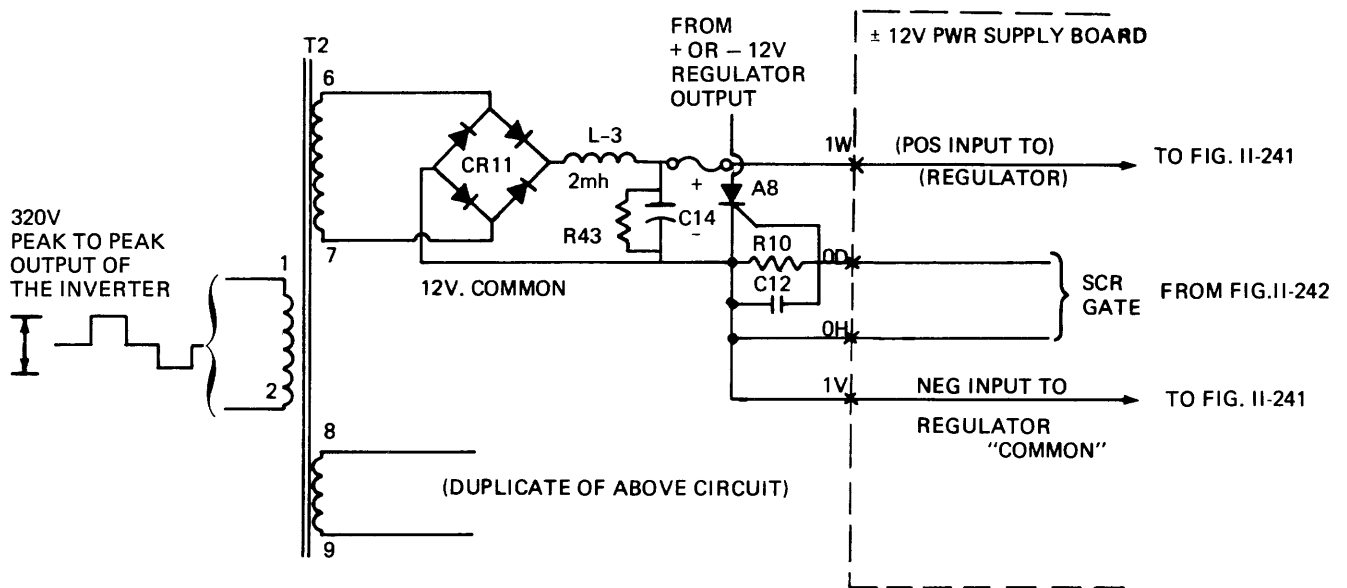 T2
FROM
+ OR – 12V
REGULATOR
OUTPUT
± 12V PWR SUPPLY BOARD
6
CR11
L-3
2mh
1W
(POS INPUT TO)
(REGULATOR)
TO FIG. II-241
+
A8
C14
-
R43
320V
PEAK TO PEAK
OUTPUT OF
THE INVERTER
7
R10
0D
C12
12V. COMMON
SCR
GATE
FROM FIG.II-242
1
0H
2
1V
NEG INPUT TO
REGULATOR
"COMMON"
TO FIG. II-241
8
(DUPLICATE OF ABOVE CIRCUIT)
9